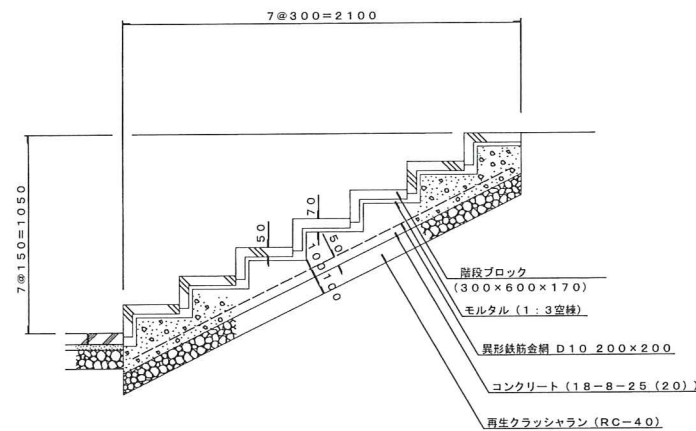 7@300=2100
7@150=1050
70
50
50
100
100
階段ブロック
(300×600×170)
モルタル(1:3空練)
異形鉄筋金網 D10 200×200
コンクリート(18-8-25(20))
再生クラッシャラン(RC-40)